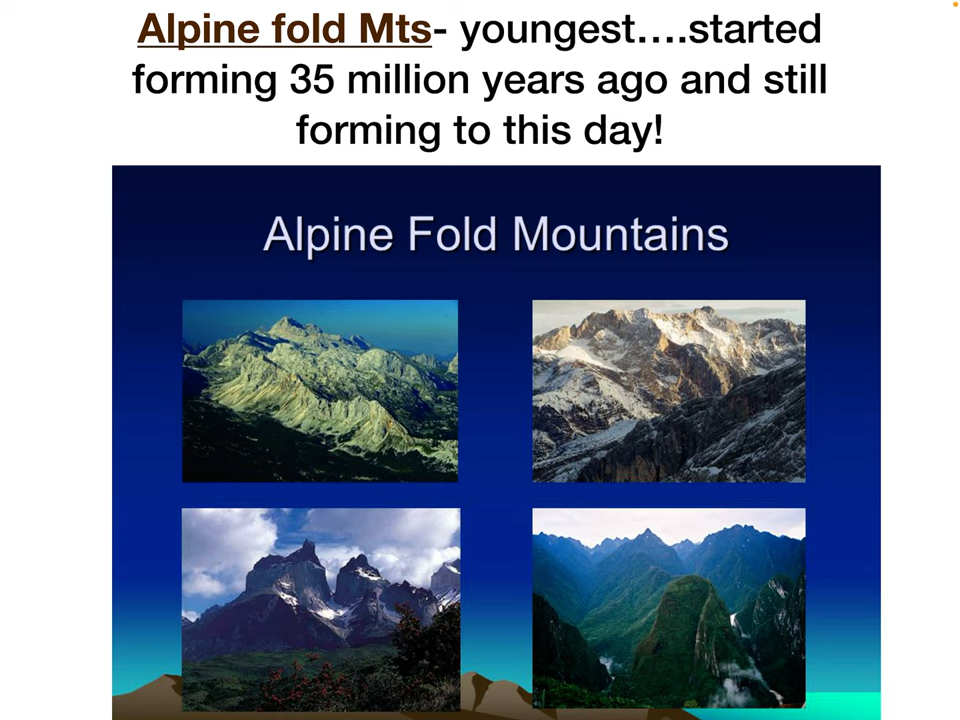 Alpine fold Mts- youngest….started
forming 35 million years ago and still
forming to this day!
Alpine Fold Mountains